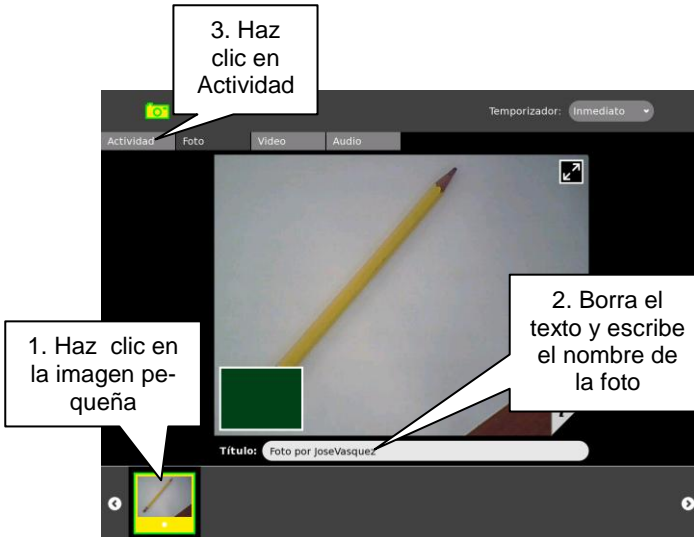 3. Haz
clic en
Actividad
Temporizador: Inmediato
Actividad Foto Video Audio
2. Borra el
texto y escribe
el nombre de
la foto
1. Haz clic en
la imagen pe-
queña
Título: Foto por JoseVasquez